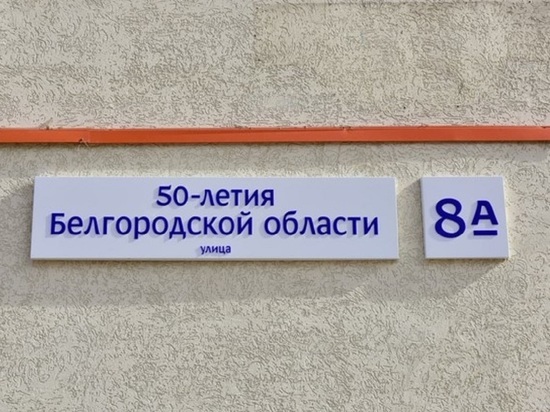 50-летия
Белгородской области
улица
8А